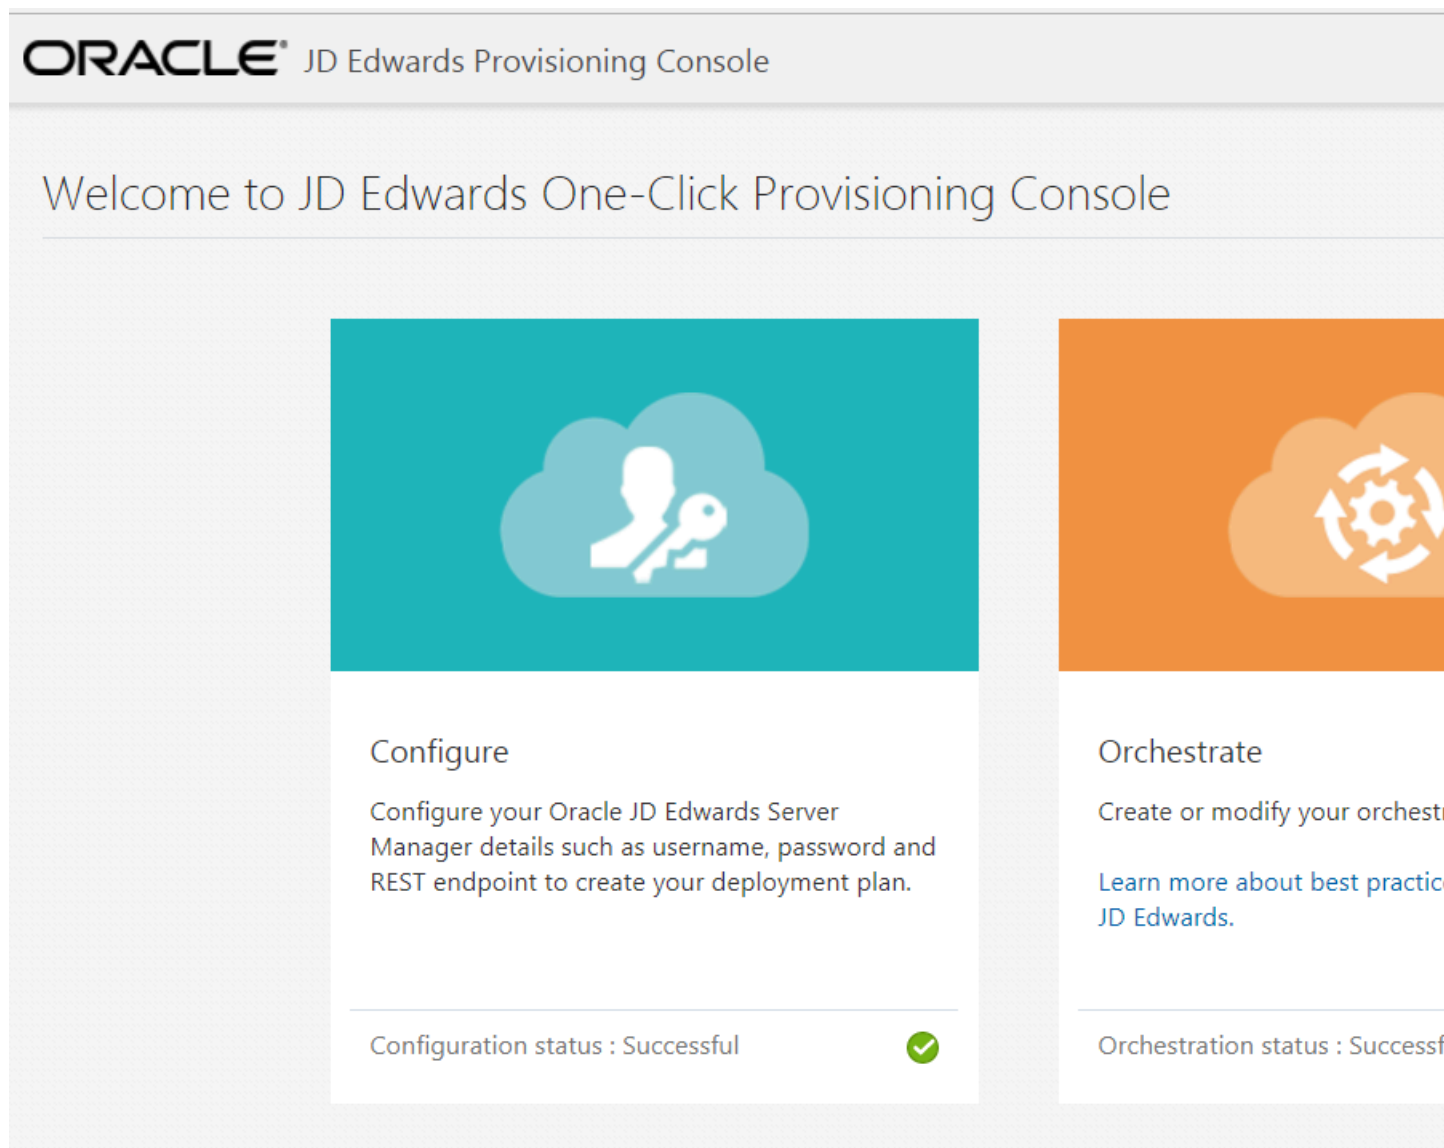 ORACLE® JD Edwards Provisioning Console
Welcome to JD Edwards One-Click Provisioning Console
Configure
Configure your Oracle JD Edwards Server
Manager details such as username, password and
REST endpoint to create your deployment plan.
Configuration status : Successful
Orchestrate
Create or modify your
Learn more about best
JD Edwards.
Orchestration status :